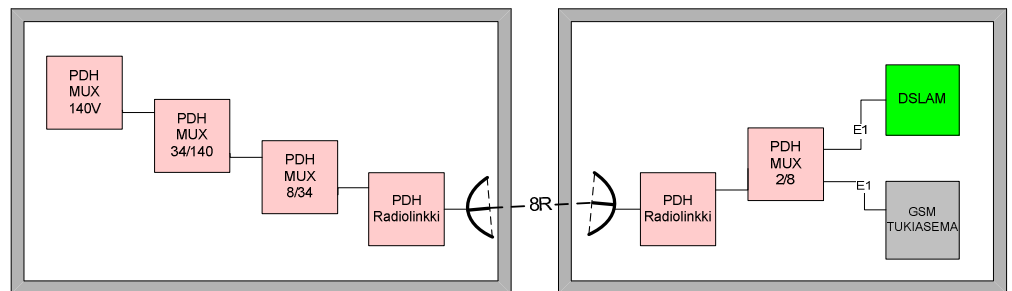 PDH
MUX
140V
PDH
MUX
34/140
PDH
MUX
8/34
PDH
Radiolinkki
8R
PDH
Radiolinkki
PDH
MUX
2/8
E1
DSLAM
E1
GSM
TUKIASEMA